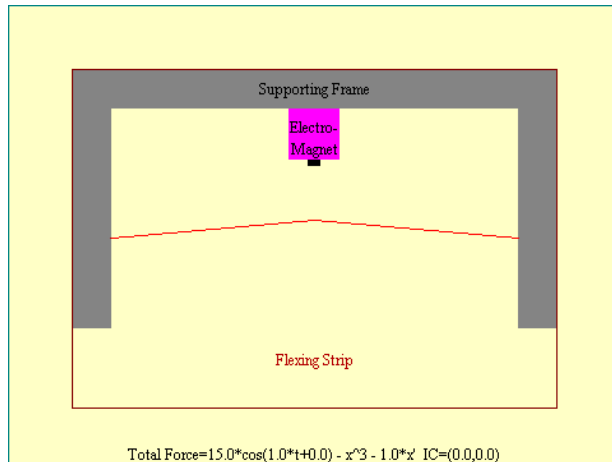 Supporting Frame
Electro-
Magnet
Flexing Strip
Total Force=15.0*cos(1.0*t+0.0) - x^3 - 1.0*x' IC=(0.0,0.0)